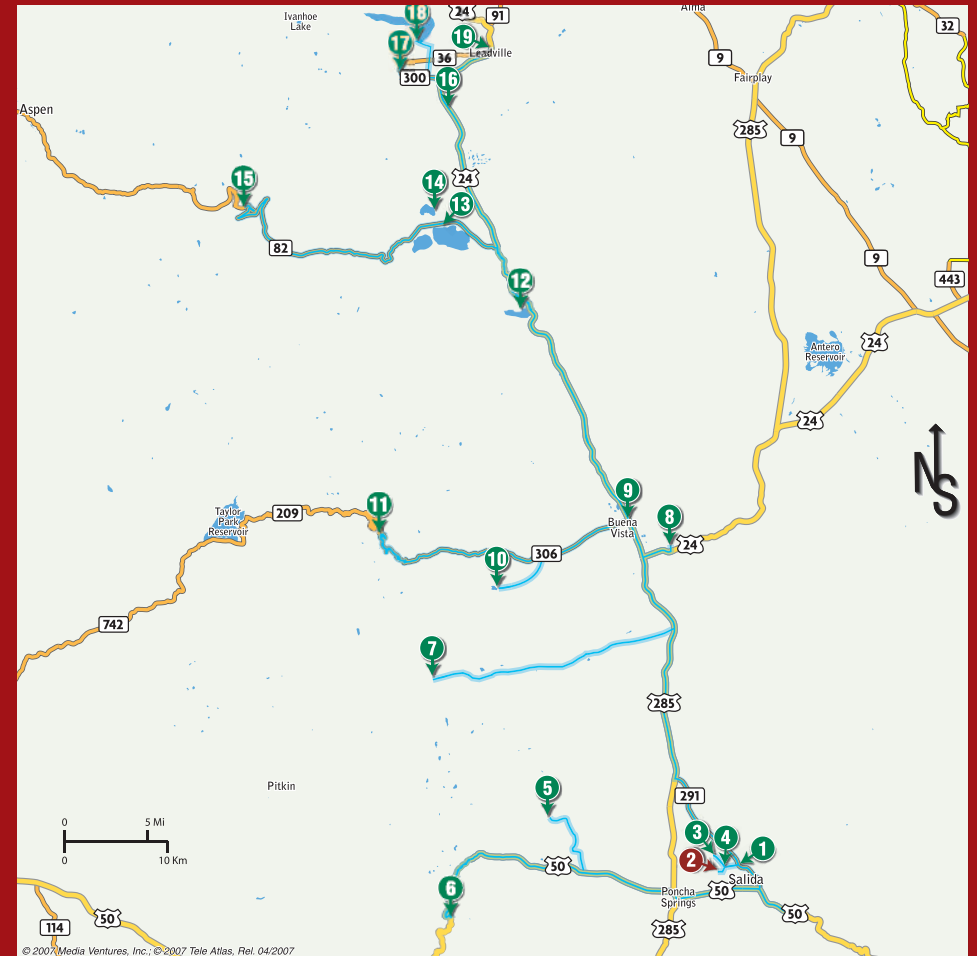 Ivanhoe
Lake
18
24
91
Alma
32
17
19
Leadville
36
9
300
16
Fairplay
Aspen
285
9
15
14
24
13
82
9
12
443
24
Antero
Reservoir
24
N
S
9
11
Taylor
Park
Reservoir
209
Buena
Vista
8
24
10
306
742
7
285
5
Pitkin
291
0 5 Mi
0 10 Km
3
4
1
2
50
Salida
6
Poncha
Springs
50
50
114
50
285
© 2007 Media Ventures, Inc.; © 2007 Tele Atlas, Rel. 04/2007